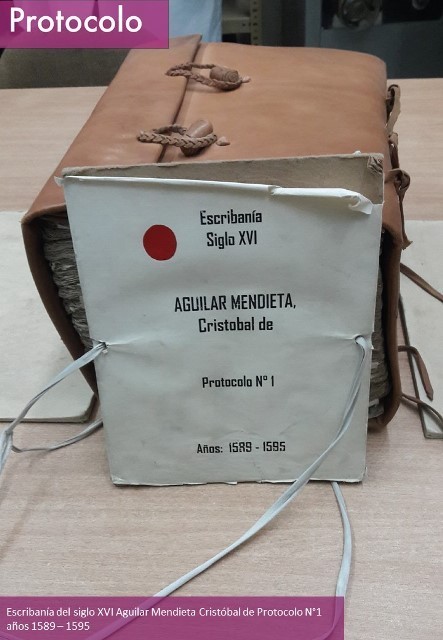 Protocolo
Escribanía
Siglo XVI
AGUILAR MENDIETA,
Cristobal de
Protocolo Nº 1
Años: 1589 - 1595
Escribanía del siglo XVI Aguilar Mendieta Cristóbal de Protocolo N°1
años 1589 – 1595